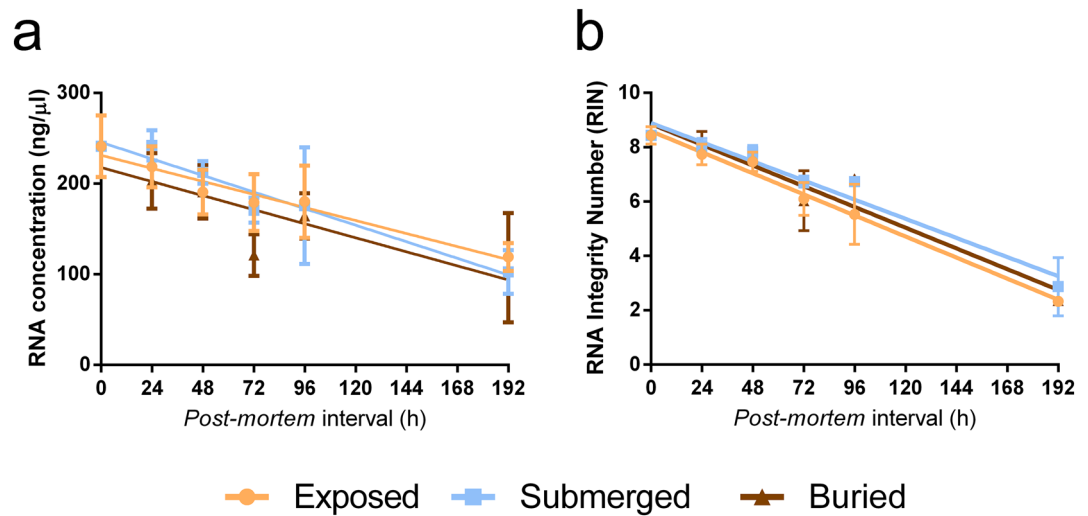 a
b
RNA concentration (ng/μl)
300
200
100
0
0 24 48 72 96 120 144 168 192
Post-mortem interval (h)
RNA Integrity Number (RIN)
10
8
6
4
2
0
0 24 48 72 96 120 144 168 192
Post-mortem interval (h)
Exposed Submerged Buried